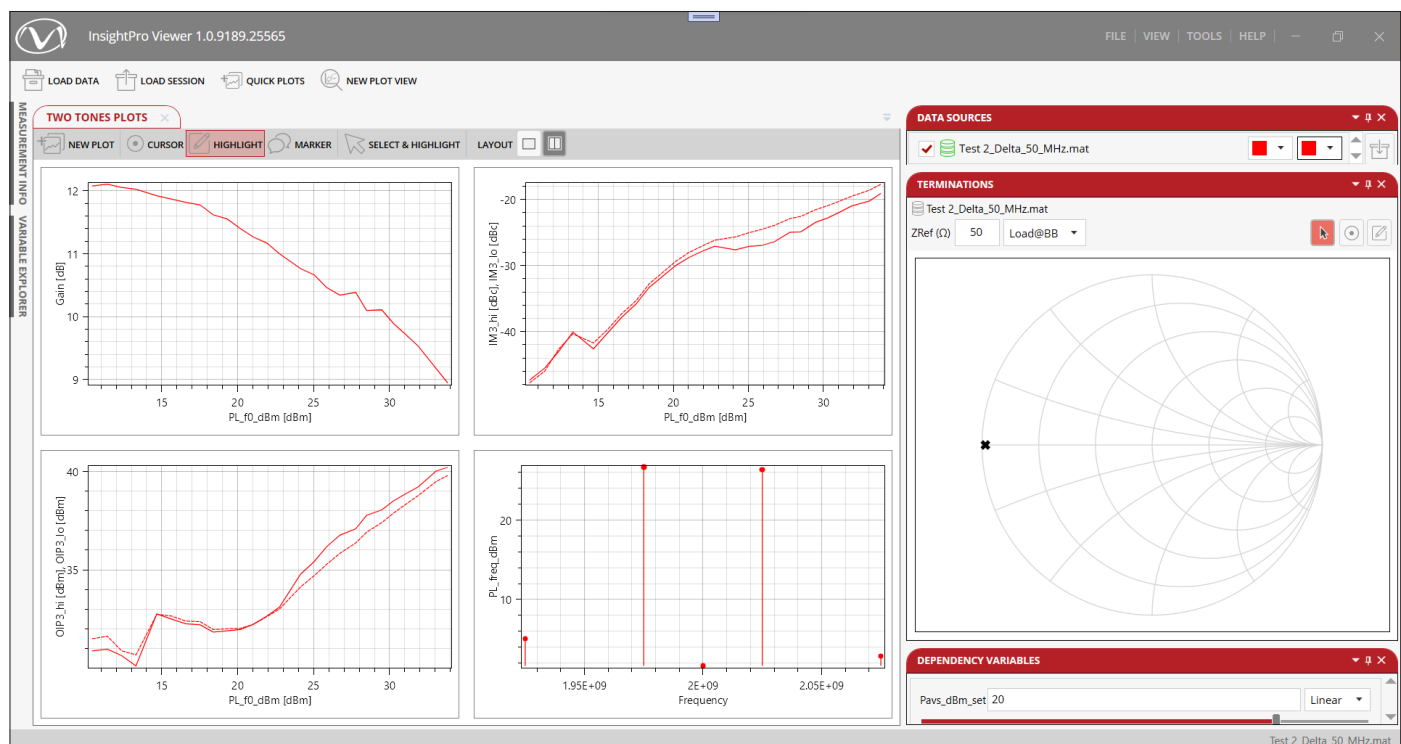 InsightPro Viewer 1.0.9189.25565
FILE | VIEW | TOOLS | HELP
LOAD DATA LOAD SESSION QUICK PLOTS NEW PLOT VIEW
MEASUREMENT INFO
VARIABLE EXPLORER
TWO TONES PLOTS
NEW PLOT CURSOR HIGHLIGHT MARKER SELECT & HIGHLIGHT LAYOUT
12
11
10
9
Gain [dB]
15 20 25 30
PL_f0_dBm [dBm]
-20
-30
-40
IM3_hi [dBc], IM3_lo [dBc]
15 20 25 30
PL_f0_dBm [dBm]
40
35
OIP3_hi [dBm], OIP3_lo [dBm]
15 20 25 30
PL_f0_dBm [dBm]
20
10
PL_freq_dBm
1.95E+09 2E+09 2.05E+09
Frequency
DATA SOURCES
Test 2_Delta_50_MHz.mat
TERMINATIONS
Test 2_Delta_50_MHz.mat
ZRef (Ω) 50 Load@BB
DEPENDENCY VARIABLES
Pavs_dBm_set 20 Linear
Test 2_Delta_50_MHz.mat